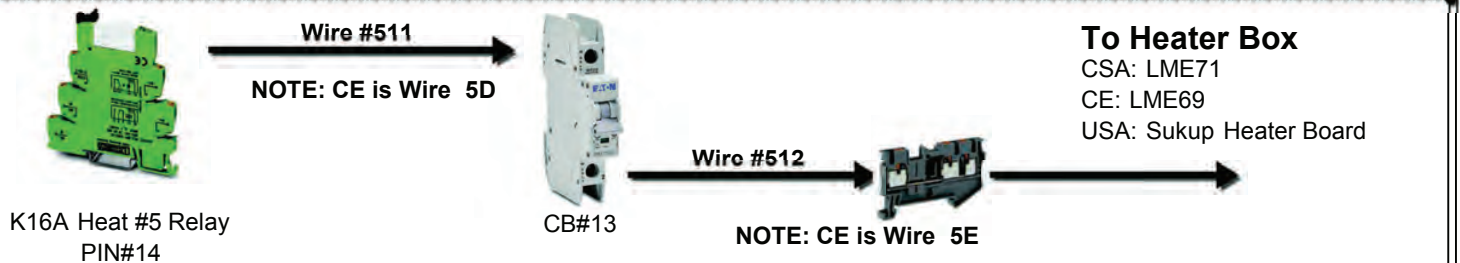 Wire #511
NOTE: CE is Wire 5D
K16A Heat #5 Relay
PIN#14
CB#13
Wire #512
NOTE: CE is Wire 5E
To Heater Box
CSA: LME71
CE: LME69
USA: Sukup Heater Board